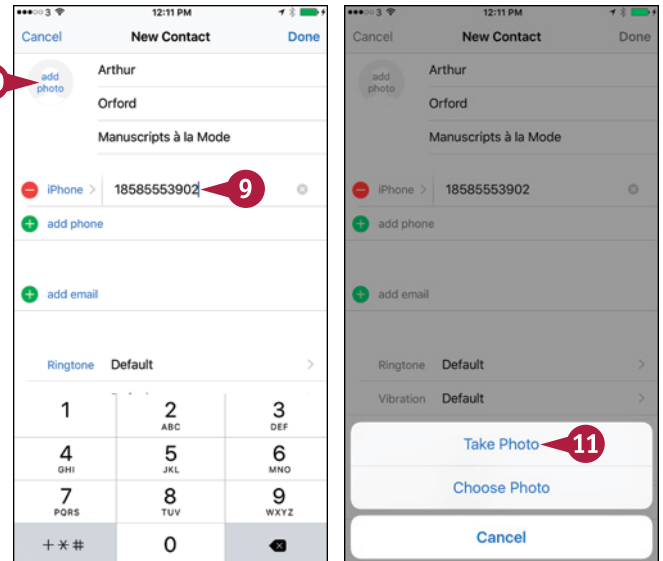 3 12:11 PM
Cancel New Contact Done
add photo
Arthur
Orford
Manuscripts à la Mode
iPhone 18585553902
9
add phone
add email
Ringtone Default
1
2 ABC
3 DEF
4 GHI
5 JKL
6 MNO
7 PQRS
8 TUV
9 WXYZ
+*#
0
3 12:11 PM
Cancel New Contact Done
add photo
Arthur
Orford
Manuscripts à la Mode
iPhone 18585553902
add phone
add email
Ringtone Default
Vibration Default
Take Photo
11
Choose Photo
Cancel